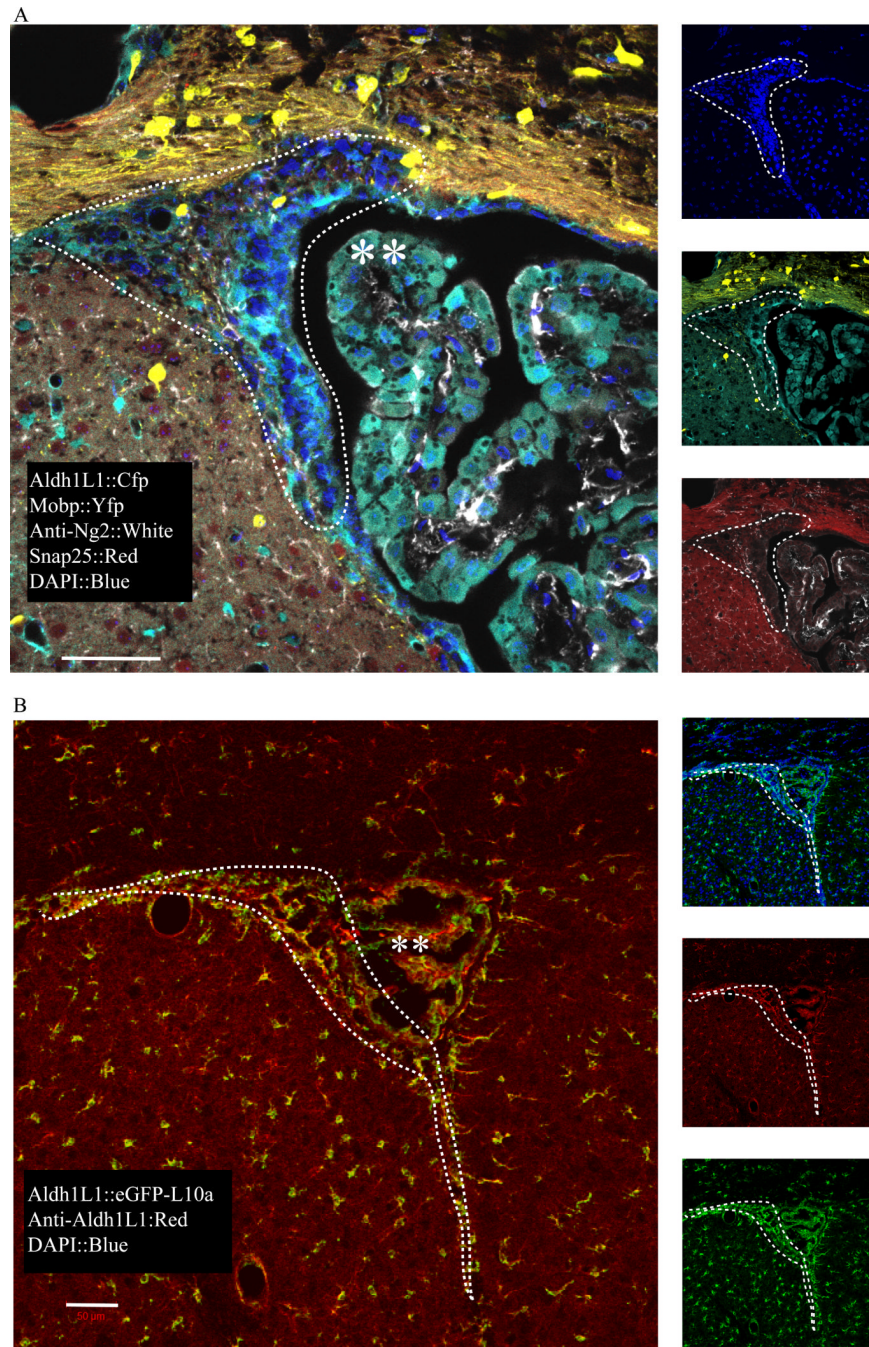 A
**
Aldh1L1::Cfp
Mobp::Yfp
Anti-Ng2::White
Snap25::Red
DAPI::Blue
B
**
Aldh1L1::eGFP-L10a
Anti-Aldh1L1:Red
DAPI::Blue
50 µm